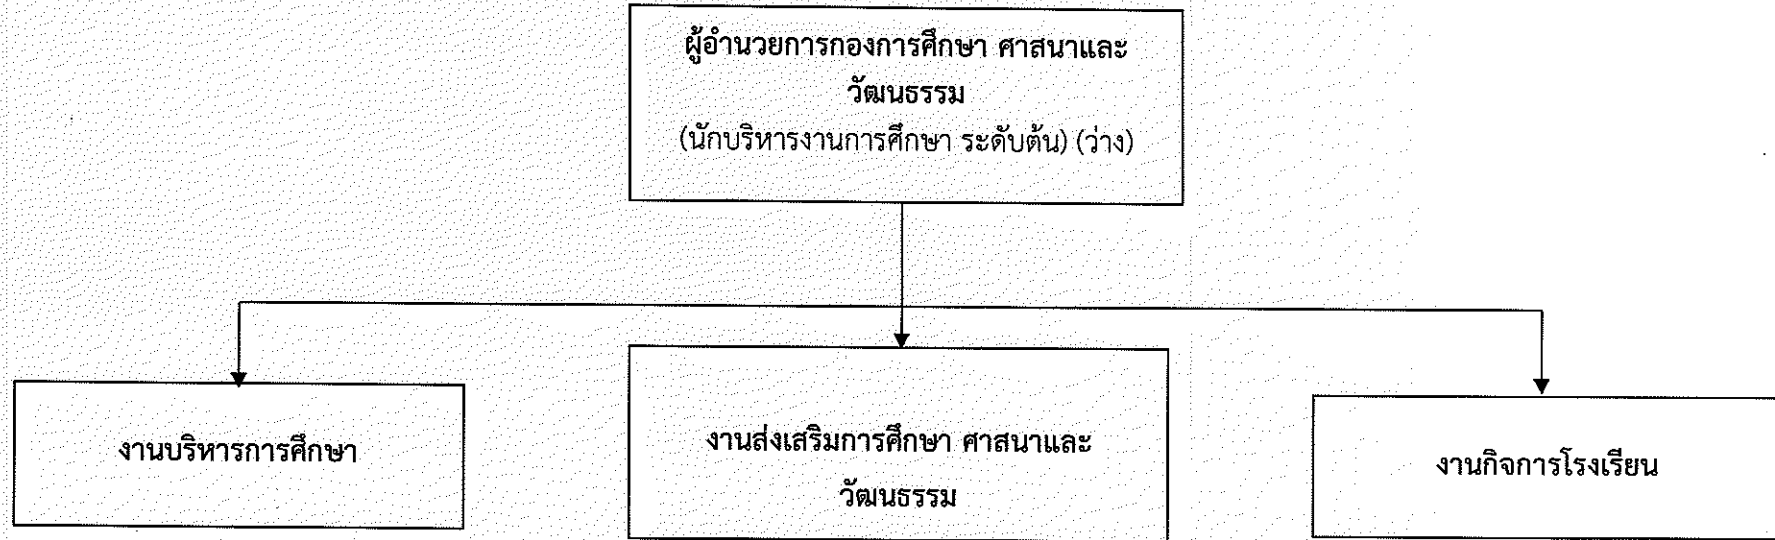 ผู้อำนวยการกองการศึกษา ศาสนาและ
วัฒนธรรม
(นักบริหารงานการศึกษา ระดับต้น) (ว่าง)
งานบริหารการศึกษา
งานส่งเสริมการศึกษา ศาสนาและ
วัฒนธรรม
งานกิจการโรงเรียน